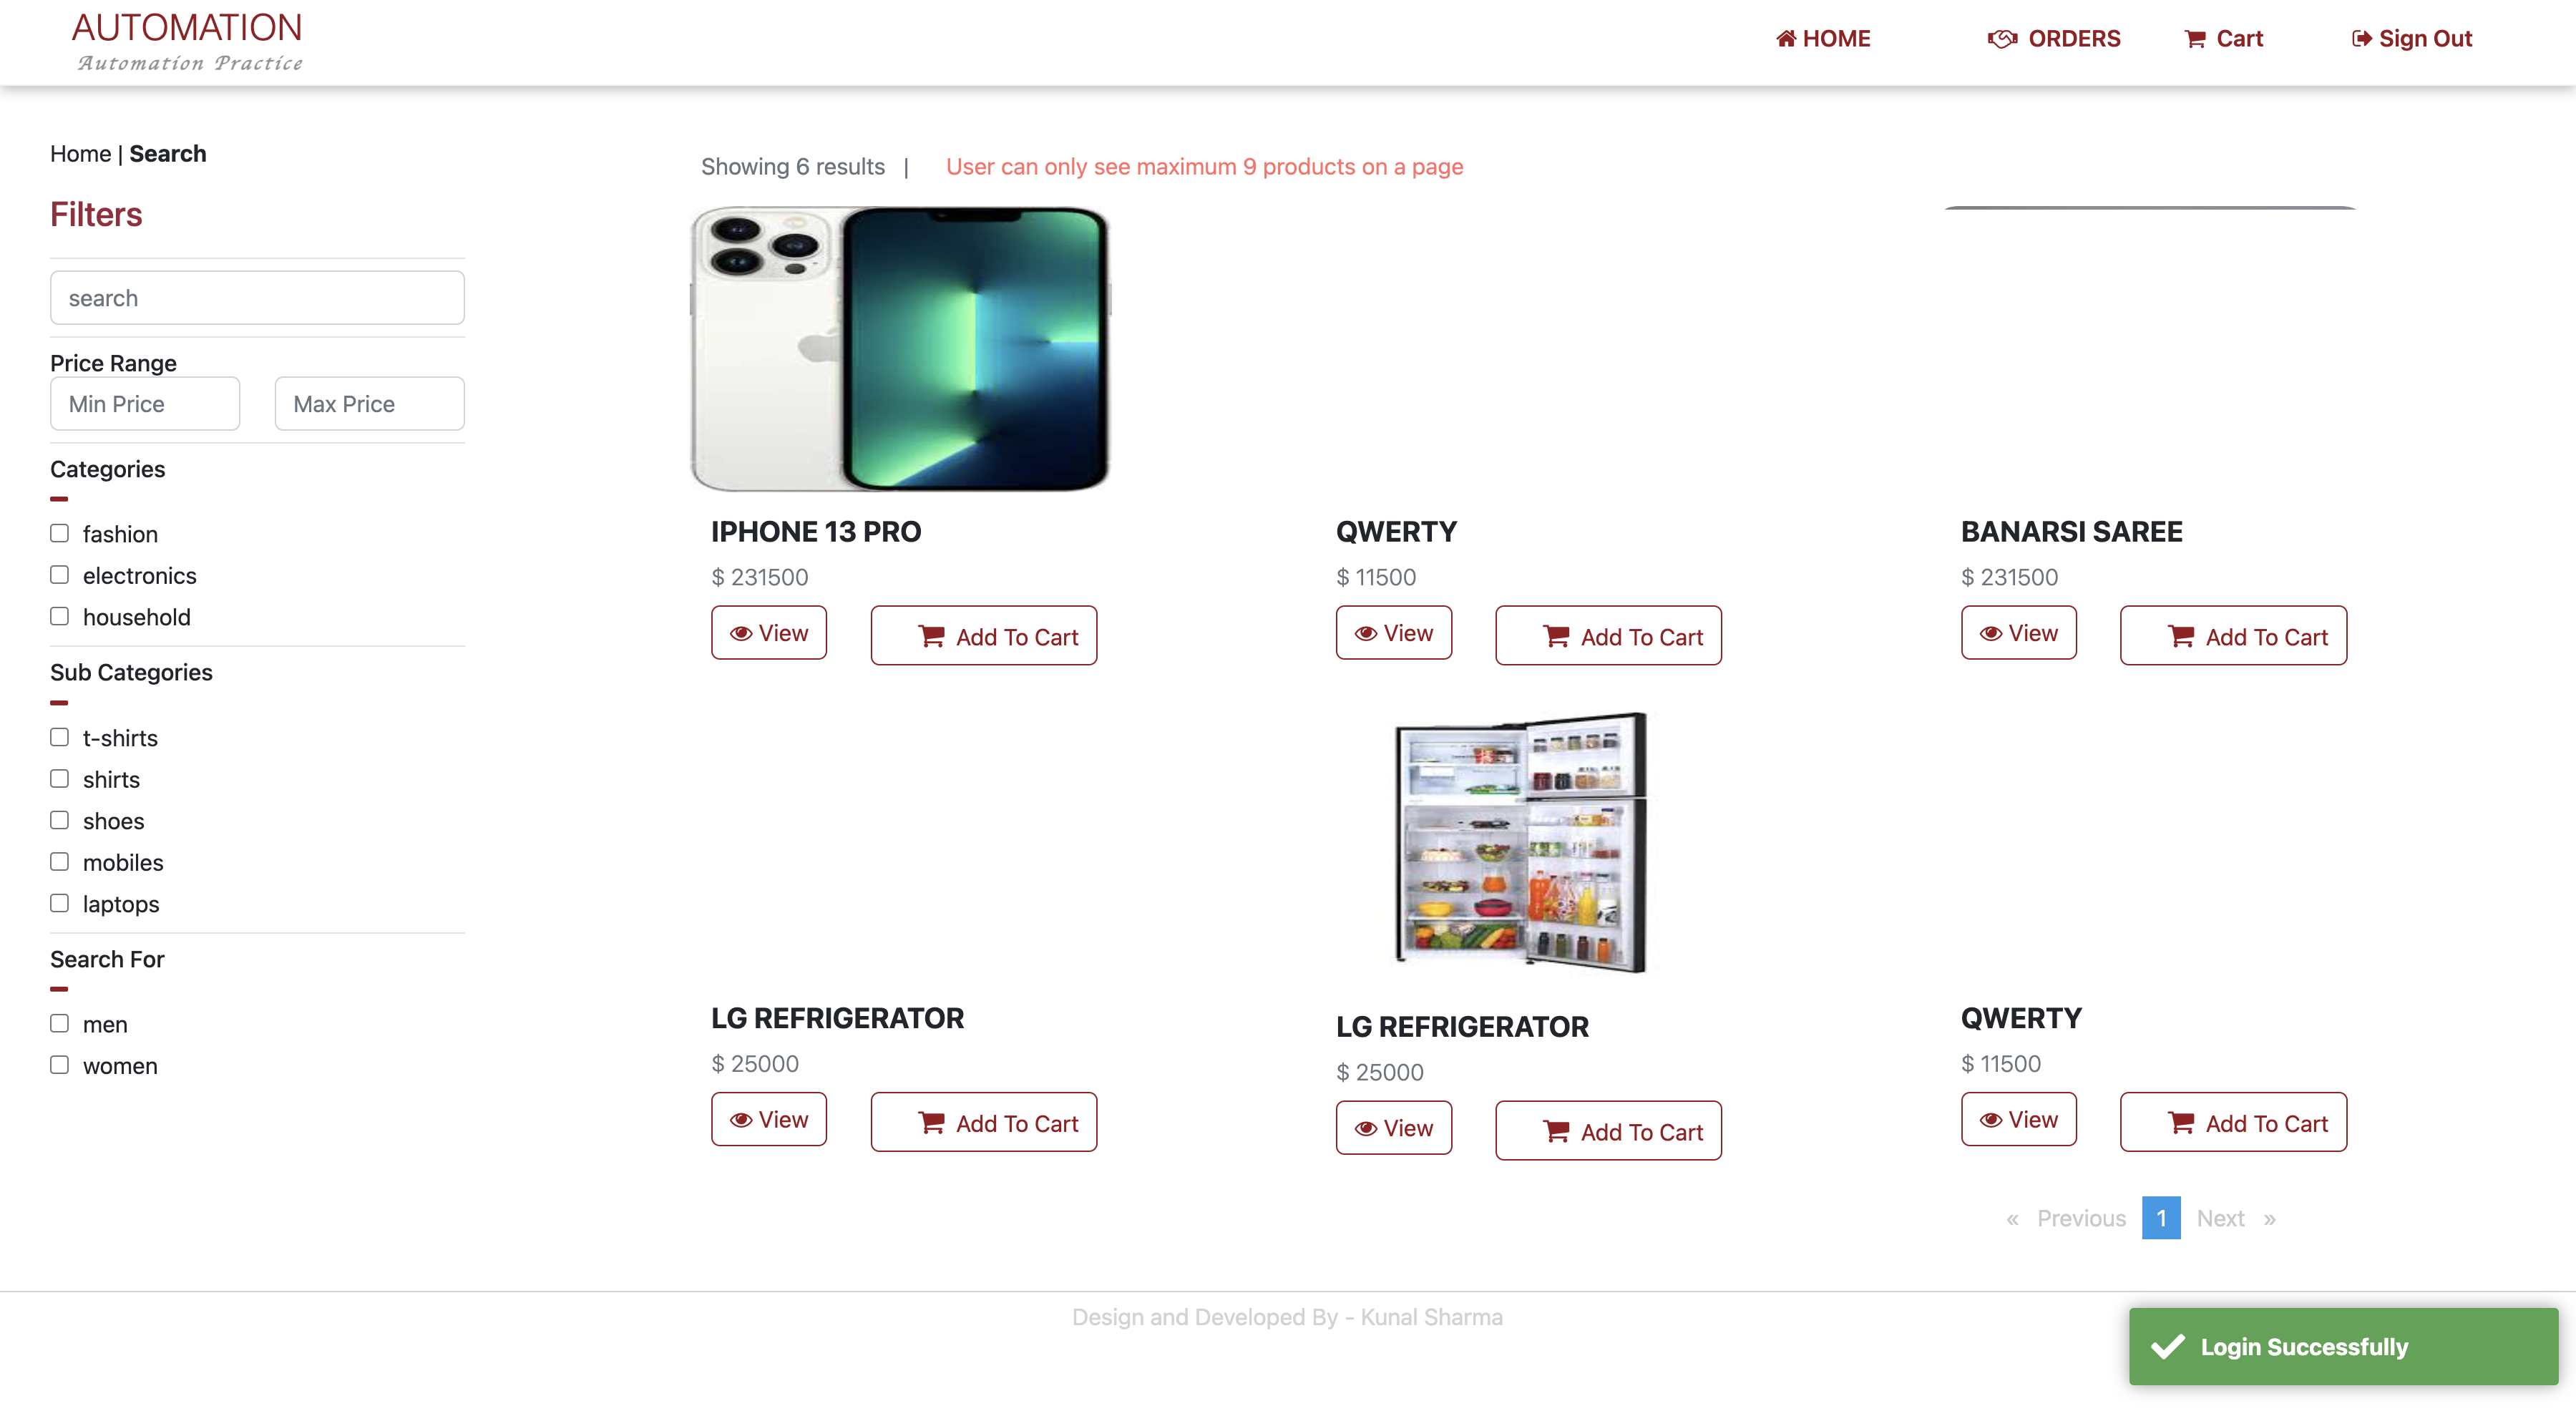 AUTOMATION
Automation Practice
HOME
ORDERS
Cart
Sign Out
Home | Search
Showing 6 results | User can only see maximum 9 products on a page
Filters
search
Price Range
Min Price
Max Price
Categories
fashion
electronics
household
Sub Categories
t-shirts
shirts
shoes
mobiles
laptops
Search For
men
women
IPHONE 13 PRO
$ 231500
View
Add To Cart
QWERTY
$ 11500
View
Add To Cart
BANARSI SAREE
$ 231500
View
Add To Cart
LG REFRIGERATOR
$ 25000
View
Add To Cart
LG REFRIGERATOR
$ 25000
View
Add To Cart
QWERTY
$ 11500
View
Add To Cart
« Previous 1 Next »
Design and Developed By - Kunal Sharma
Login Successfully